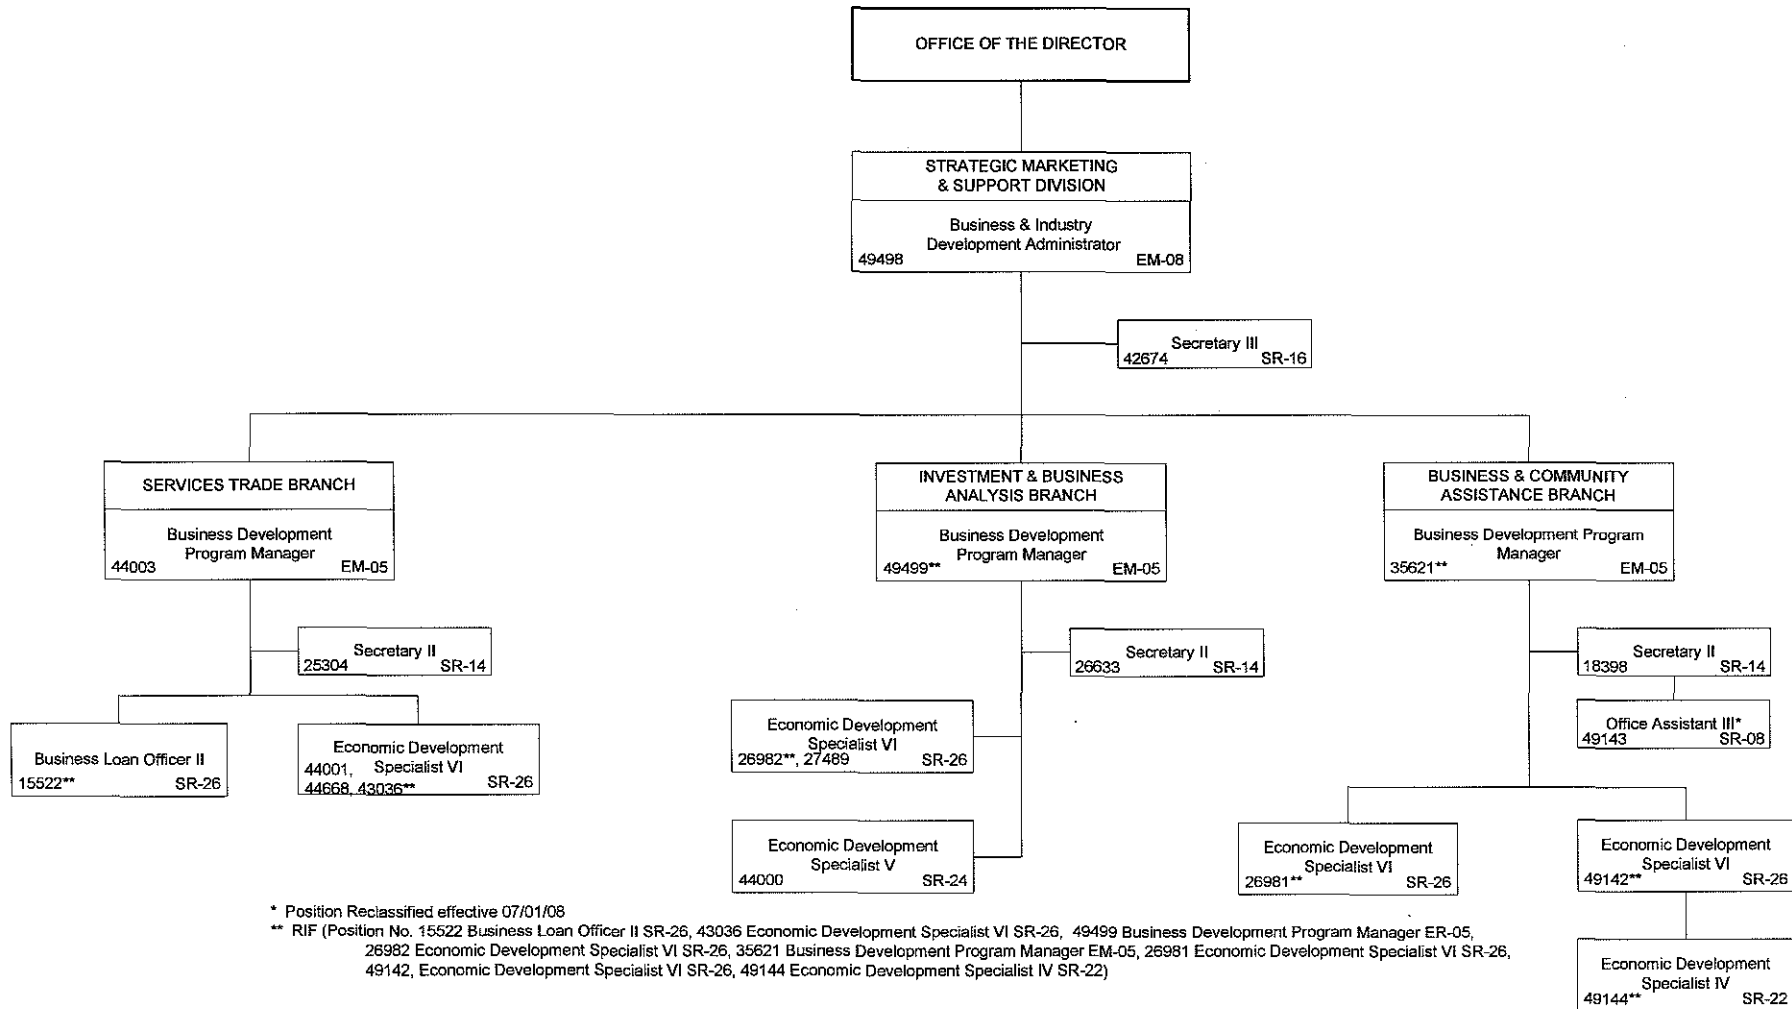 OFFICE OF THE DIRECTOR
STRATEGIC MARKETING
& SUPPORT DIVISION
Business & Industry
Development Administrator
49498 EM-08
Secretary III
42674 SR-16
SERVICES TRADE BRANCH
Business Development
Program Manager
44003 EM-05
Secretary II
25304 SR-14
Business Loan Officer II
15522** SR-26
Economic Development
44001, Specialist VI
44668, 43036** SR-26
INVESTMENT & BUSINESS
ANALYSIS BRANCH
Business Development
Program Manager
49499** EM-05
Secretary II
26633 SR-14
Economic Development
Specialist VI
26982**, 27489 SR-26
Economic Development
Specialist V
44000 SR-24
BUSINESS & COMMUNITY
ASSISTANCE BRANCH
Business Development Program
Manager
35621** EM-05
Secretary II
18398 SR-14
Office Assistant III*
49143 SR-08
Economic Development
Specialist VI
26981** SR-26
Economic Development
Specialist VI
49142** SR-26
Economic Development
Specialist IV
49144** SR-22
* Position Reclassified effective 07/01/08
** RIF (Position No. 15522 Business Loan Officer II SR-26, 43036 Economic Development Specialist VI SR-26, 49499 Business Development Program Manager ER-05,
26982 Economic Development Specialist VI SR-26, 35621 Business Development Program Manager EM-05, 26981 Economic Development Specialist VI SR-26,
49142, Economic Development Specialist VI SR-26, 49144 Economic Development Specialist IV SR-22)